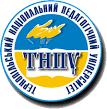 ТЕРНОПІЛЬСЬКИЙ НАЦІОНАЛЬНИЙ ПЕДАГОГІЧНИЙ УНІВЕРСИТЕТ
ТНПУ